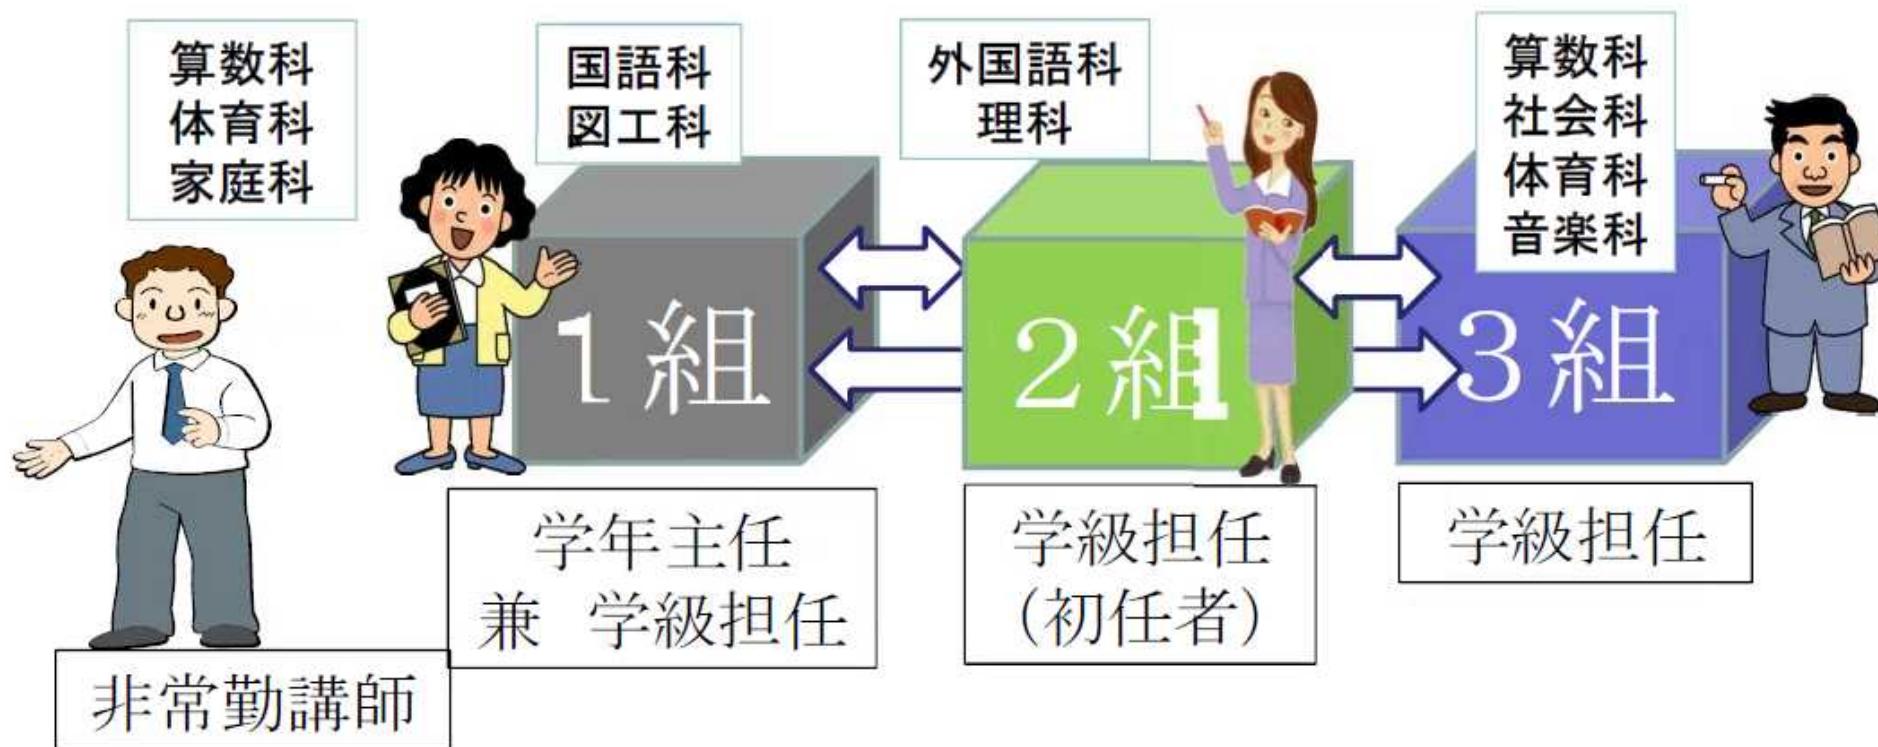 算数科
体育科
家庭科
国語科
図工科
外国語科
理科
算数科
社会科
体育科
音楽科
1組
2組
3組
学年主任
兼 学級担任
学級担任
(初任者)
学級担任
非常勤講師